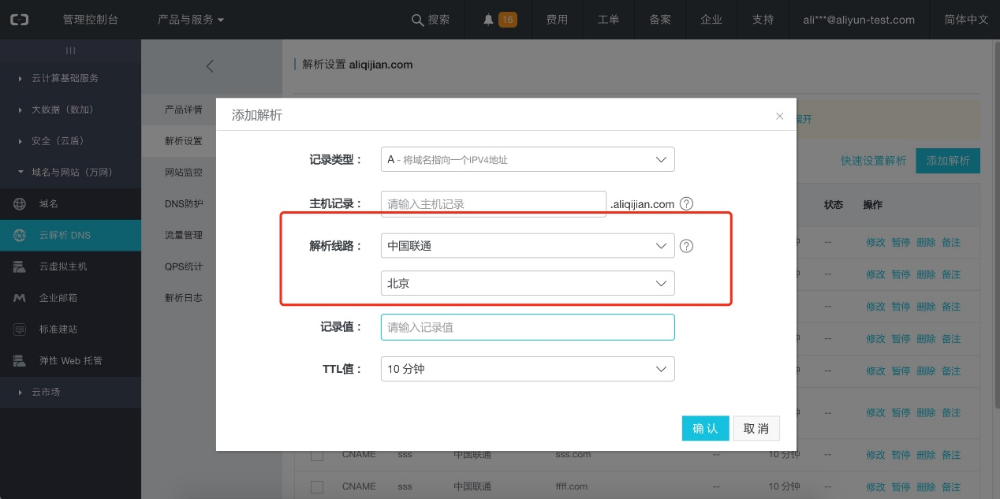 管理控制台 产品与服务 搜索 16 费用 工单 备案 企业 支持 ali***@aliyun-test.com 简体中文
云计算基础服务
大数据（数加）
安全（云盾）
域名与网站（万网）
域名
云解析 DNS
云虚拟主机
企业邮箱
标准建站
弹性 Web 托管
云市场
产品详情
解析设置
网站监控
DNS防护
流量管理
QPS统计
解析日志
解析设置 aliqijian.com
展开
快速设置解析 添加解析
状态 操作
添加解析
记录类型： A - 将域名指向一个IPV4地址
主机记录： 请输入主机记录 .aliqijian.com ?
解析线路： 中国联通 ?
北京
记录值： 请输入记录值
TTL值： 10 分钟
确 认 取 消
-- 修改 暂停 删除 备注
-- 修改 暂停 删除 备注
-- 修改 暂停 删除 备注
-- 修改 暂停 删除 备注
-- 修改 暂停 删除 备注
-- 修改 暂停 删除 备注
CNAME sss 中国联通 sss.com -- 10 分钟 -- 修改 暂停 删除 备注
CNAME sss 中国联通 ffff.com -- 10 分钟 -- 修改 暂停 删除 备注